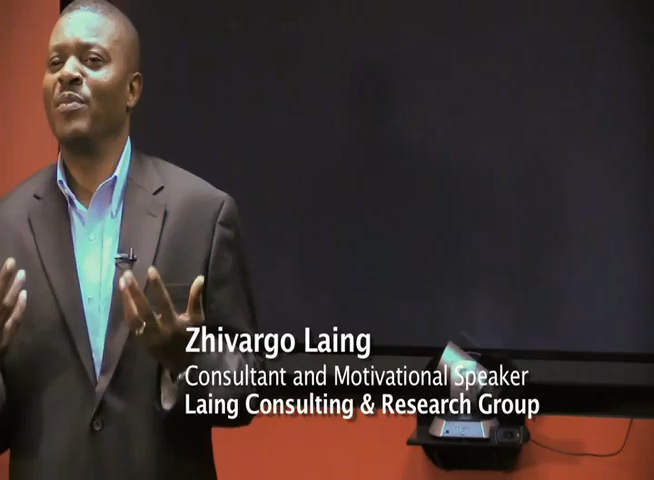 Zhivargo Laing
Consultant and Motivational Speaker
Laing Consulting & Research Group